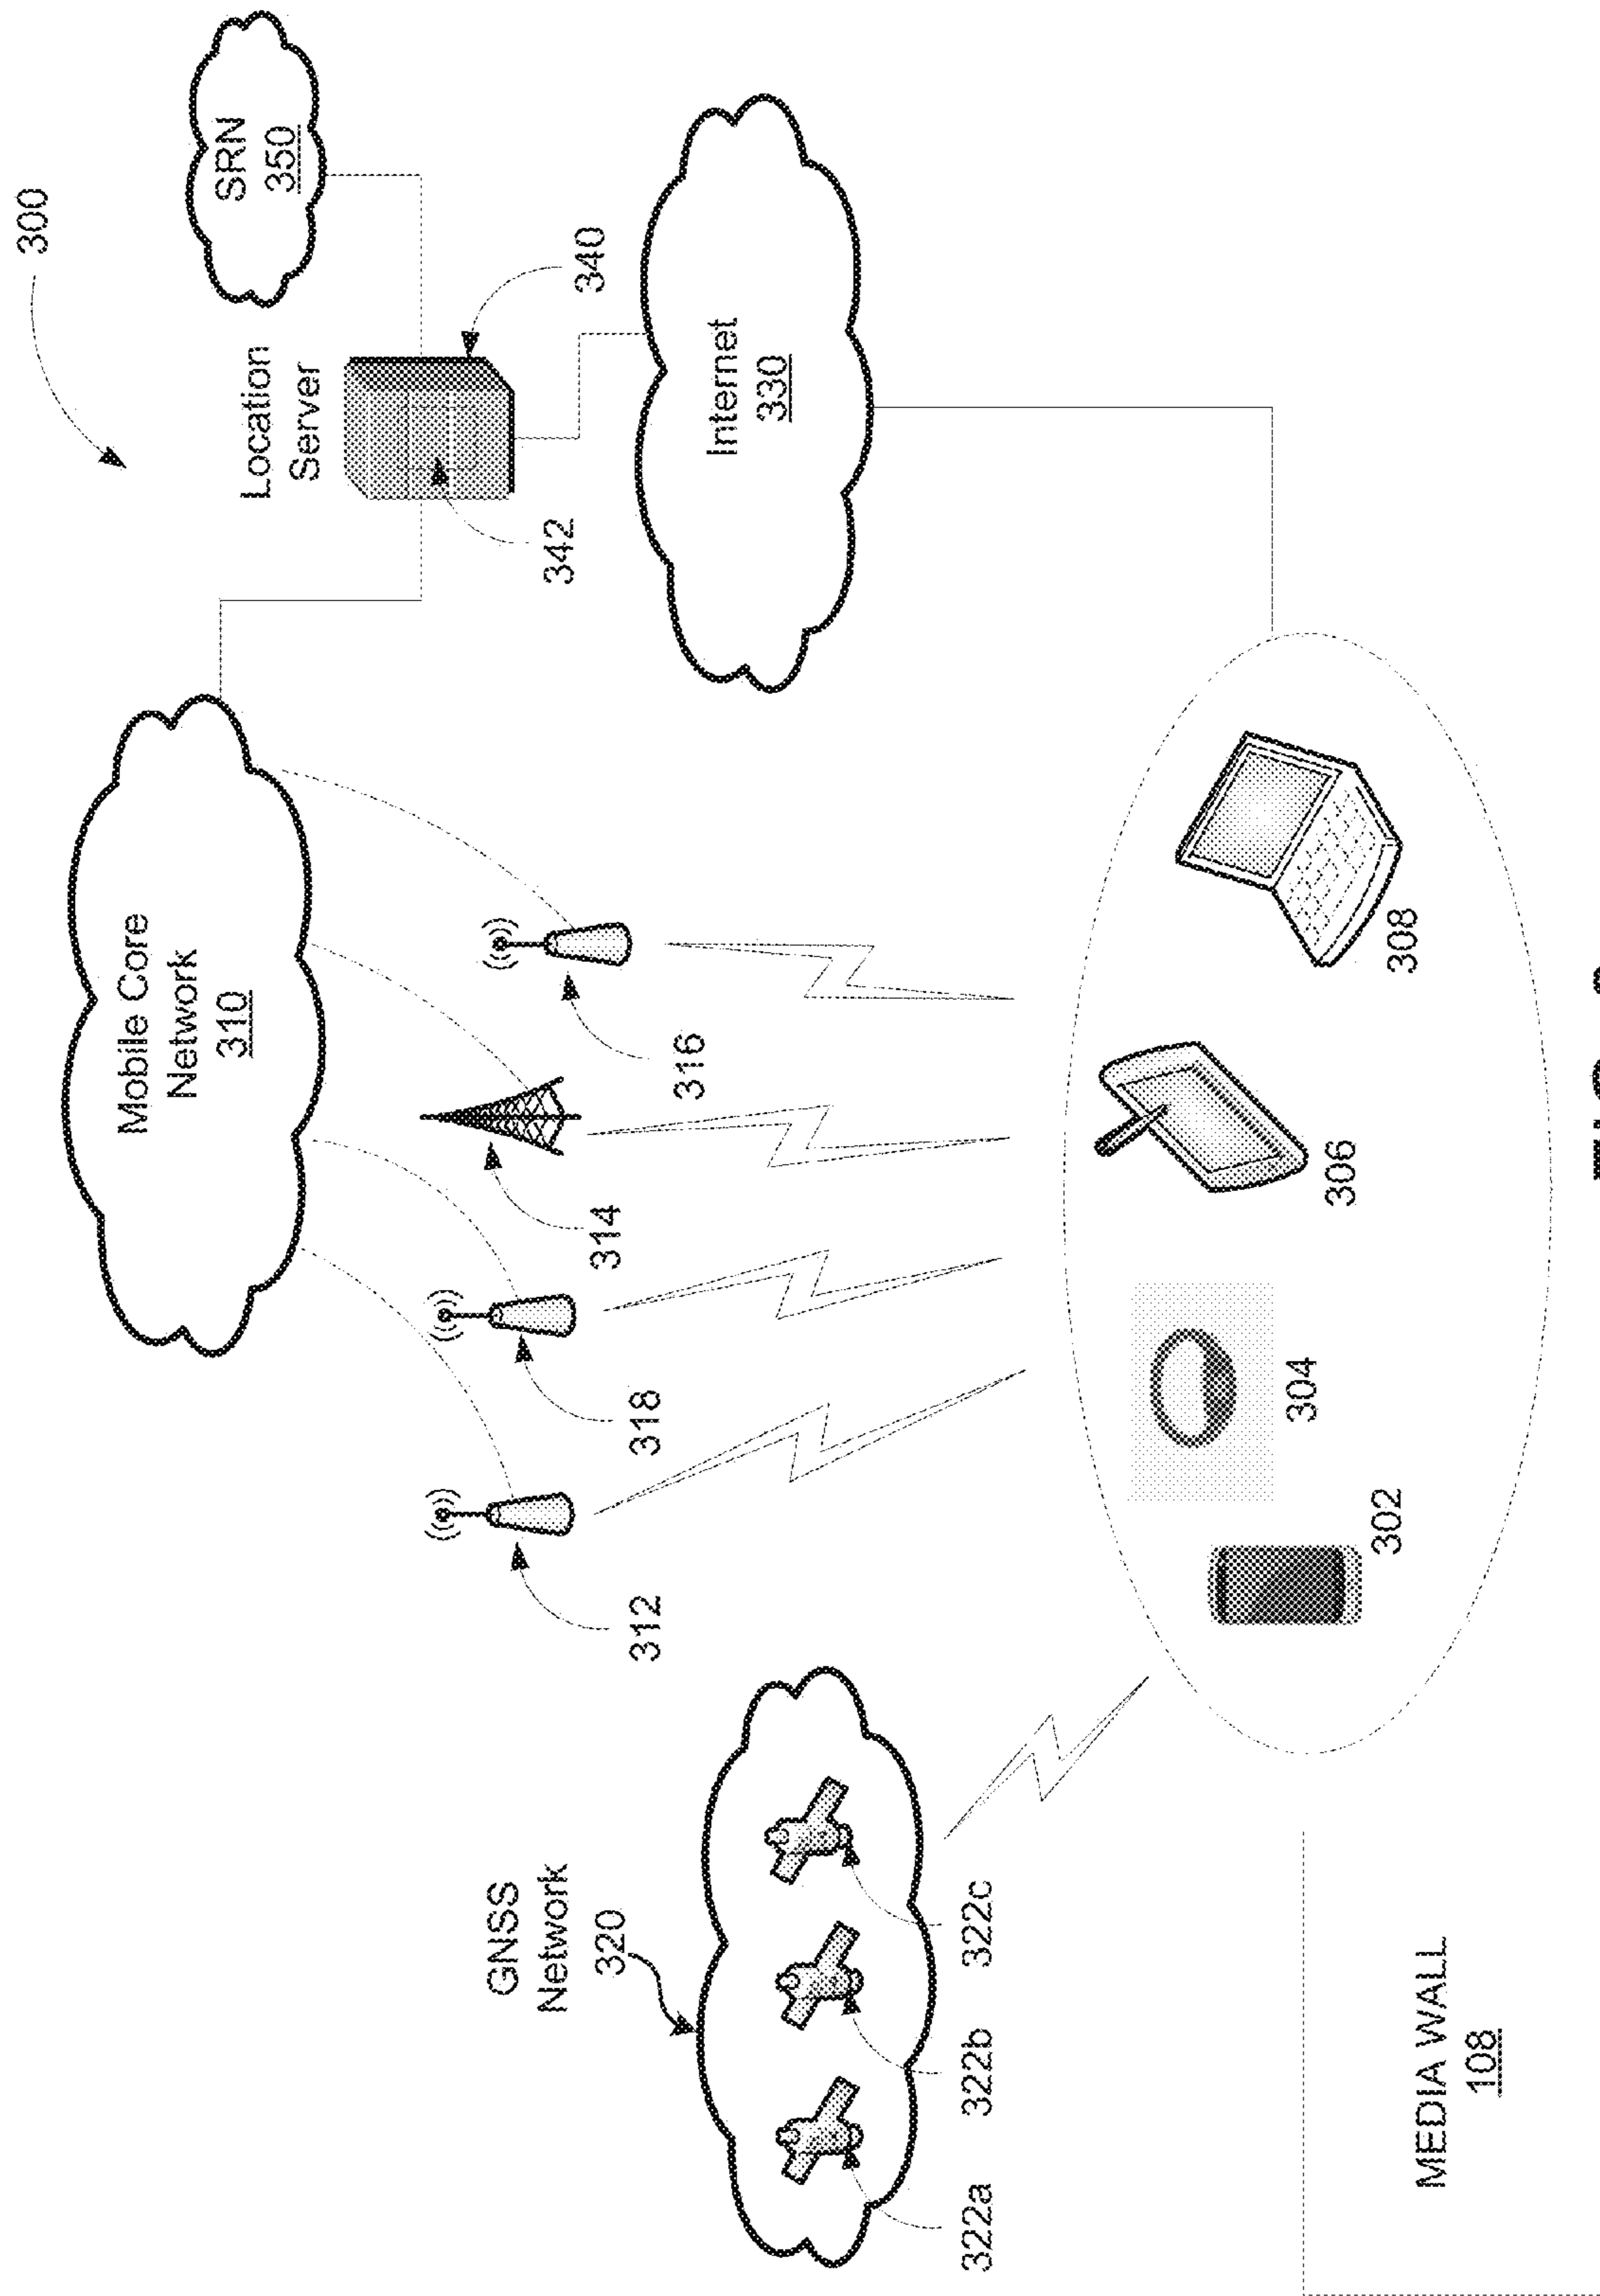 300
Mobile Core
Network
310
Location
Server
SRN
350
340
342
GNSS
Network
320
312
318
314
316
Internet
330
322a
322b
322c
302
304
306
308
MEDIA WALL
108